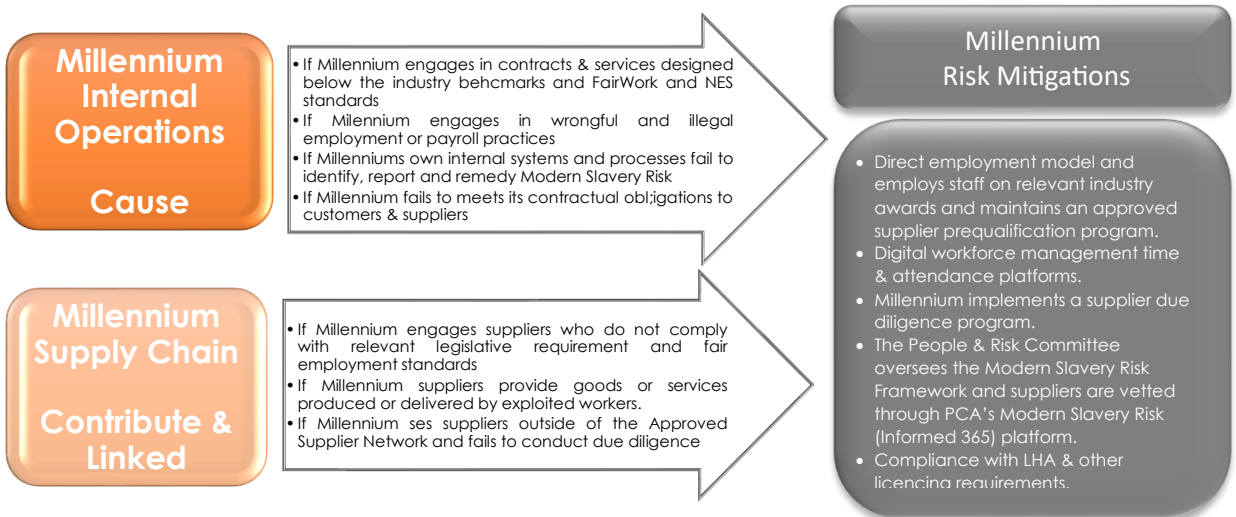 Millennium
Internal
Operations
Cause
• If Millennium engages in contracts & services designed
below the industry behcmarks and FairWork and NES
standards
• If Milennium engages in wrongful and illegal
employment or payroll practices
• If Millenniums own internal systems and processes fail to
identify, report and remedy Modern Slavery Risk
• If Millennium fails to meets its contractual obl;igations to
customers & suppliers
Millennium
Supply Chain
Contribute &
Linked
• If Millennium engages suppliers who do not comply
with relevant legislative requirement and fair
employment standards
• If Millennium suppliers provide goods or services
produced or delivered by exploited workers.
• If Millennium ses suppliers outside of the Approved
Supplier Network and fails to conduct due diligence
Millennium
Risk Mitigations
• Direct employment model and
employs staff on relevant industry
awards and maintains an approved
supplier prequalification program.
• Digital workforce management time
& attendance platforms.
• Millennium implements a supplier due
diligence program.
• The People & Risk Committee
oversees the Modern Slavery Risk
Framework and suppliers are vetted
through PCA's Modern Slavery Risk
(Informed 365) platform.
• Compliance with LHA & other
licencing requirements.